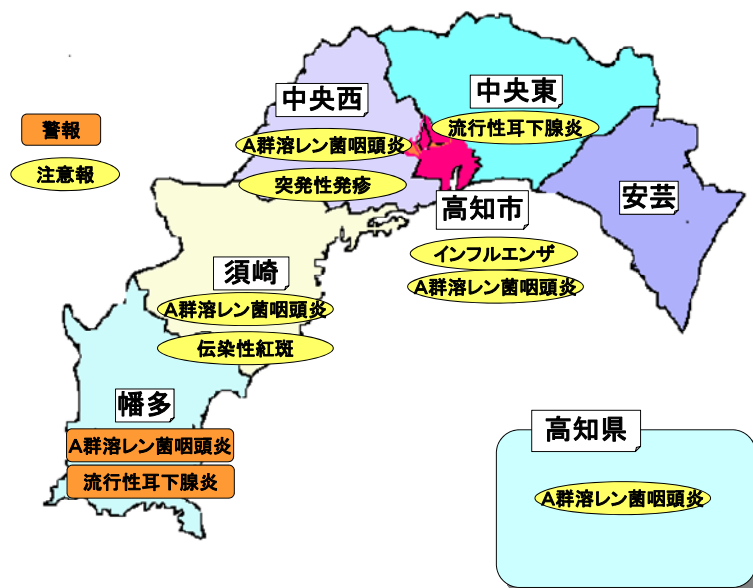 中央西
中央東
警報
流行性耳下腺炎
A群溶レン菌咽頭炎
注意報
突発性発疹
安芸
高知市
インフルエンザ
須崎
A群溶レン菌咽頭炎
A群溶レン菌咽頭炎
伝染性紅斑
幡多
高知県
A群溶レン菌咽頭炎
流行性耳下腺炎
A群溶レン菌咽頭炎